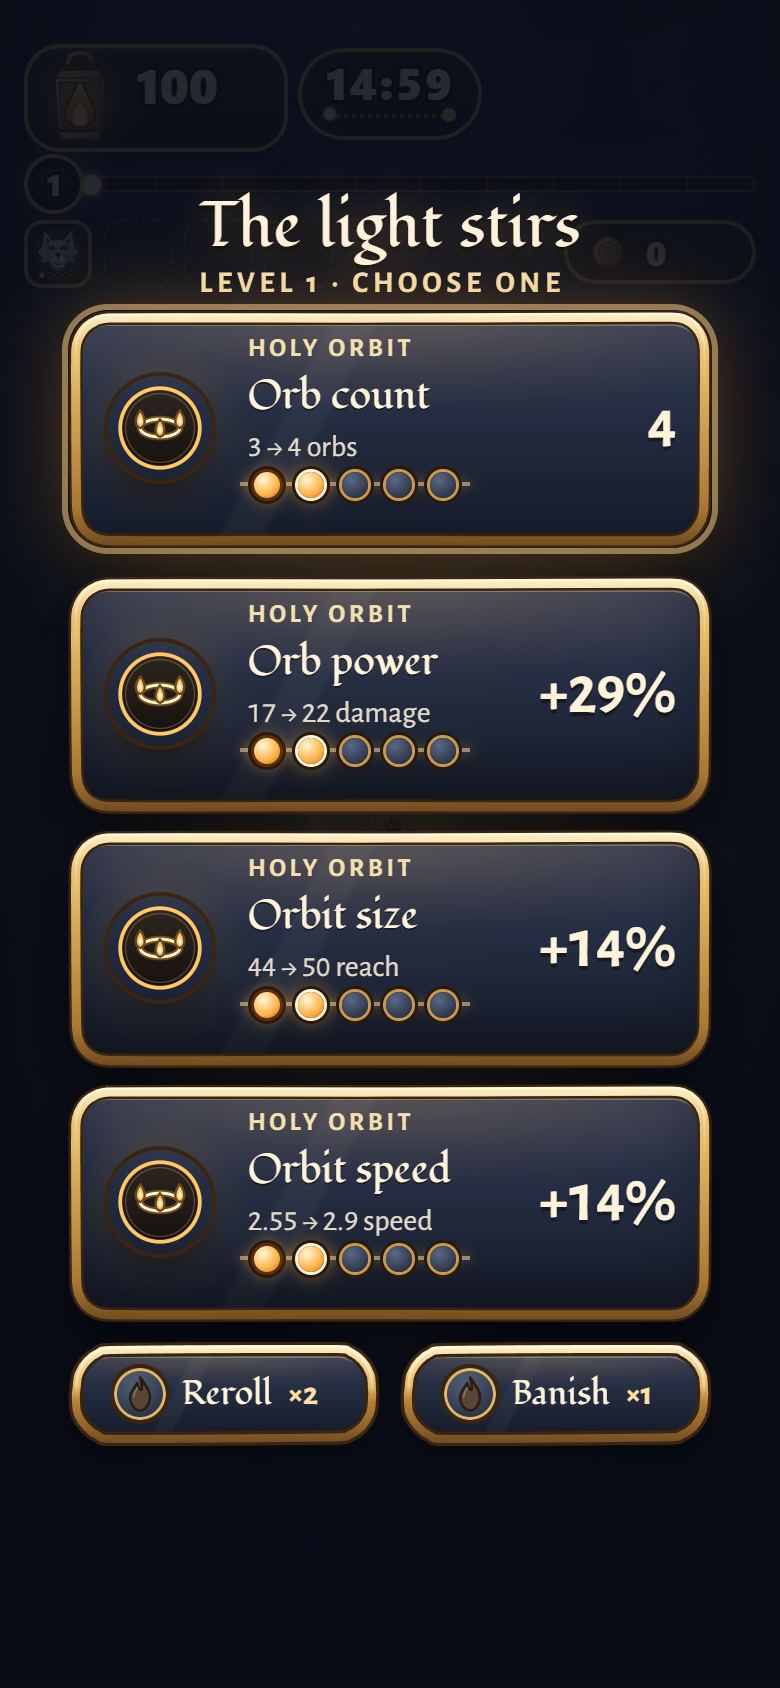 100
14:59
1
The light stirs
0
LEVEL 1 · CHOOSE ONE
HOLY ORBIT
Orb count
3 → 4 orbs
4
HOLY ORBIT
Orb power
17 → 22 damage
+29%
HOLY ORBIT
Orbit size
44 → 50 reach
+14%
HOLY ORBIT
Orbit speed
2.55 → 2.9 speed
+14%
Reroll ×2
Banish ×1